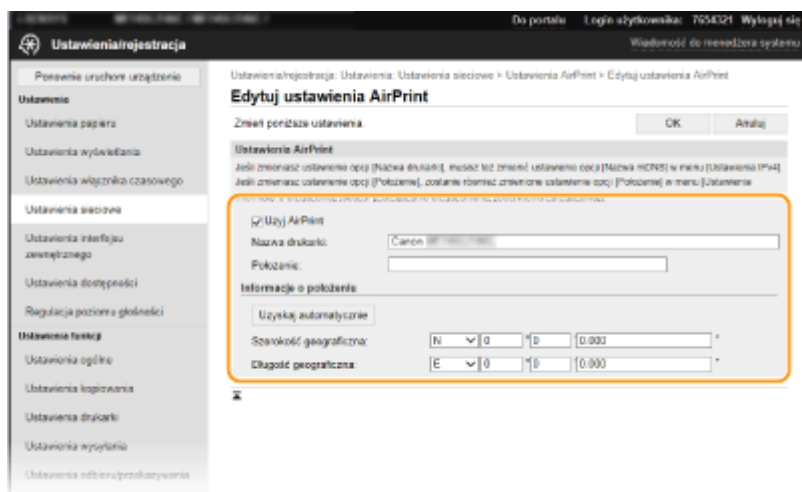 Do portalu Login użytkownika: 7654321 Wyloguj się
Ustawienia/rejestracja
Wiadomość do menedżera systemu
Ponownie uruchom urządzenie
Ustawienia
Ustawienia papieru
Ustawienia wyświetlania
Ustawienia włącznika czasowego
Ustawienia sieciowe
Ustawienia interfejsu
zewnętrznego
Ustawienia dostępności
Regulacja poziomu głośności
Ustawienia funkcji
Ustawienia ogólne
Ustawienia kopiowania
Ustawienia drukarki
Ustawienia wysyłania
Ustawienia odbioru/przekazywania
Ustawienia/rejestracja: Ustawienia: Ustawienia sieciowe > Ustawienia AirPrint > Edytuj ustawienia AirPrint
Edytuj ustawienia AirPrint
Zmień poniższe ustawienia.
OK
Anuluj
Ustawienia AirPrint
Jeśli zmieniasz ustawienie opcji [Nazwa drukarki], musisz też zmienić ustawienie opcji [Nazwa mDNS] w menu [Ustawienia IPv4]
Jeśli zmieniasz ustawienie opcji [Położenie], zostanie również zmienione ustawienie opcji [Położenie] w menu [Ustawienia
Użyj AirPrint
Nazwa drukarki: Canon
Położenie:
Informacje o położeniu
Uzyskaj automatycznie
Szerokość geograficzna: N 0 ° 0 ' 0.000 "
Długość geograficzna: E 0 ° 0 ' 0.000 "